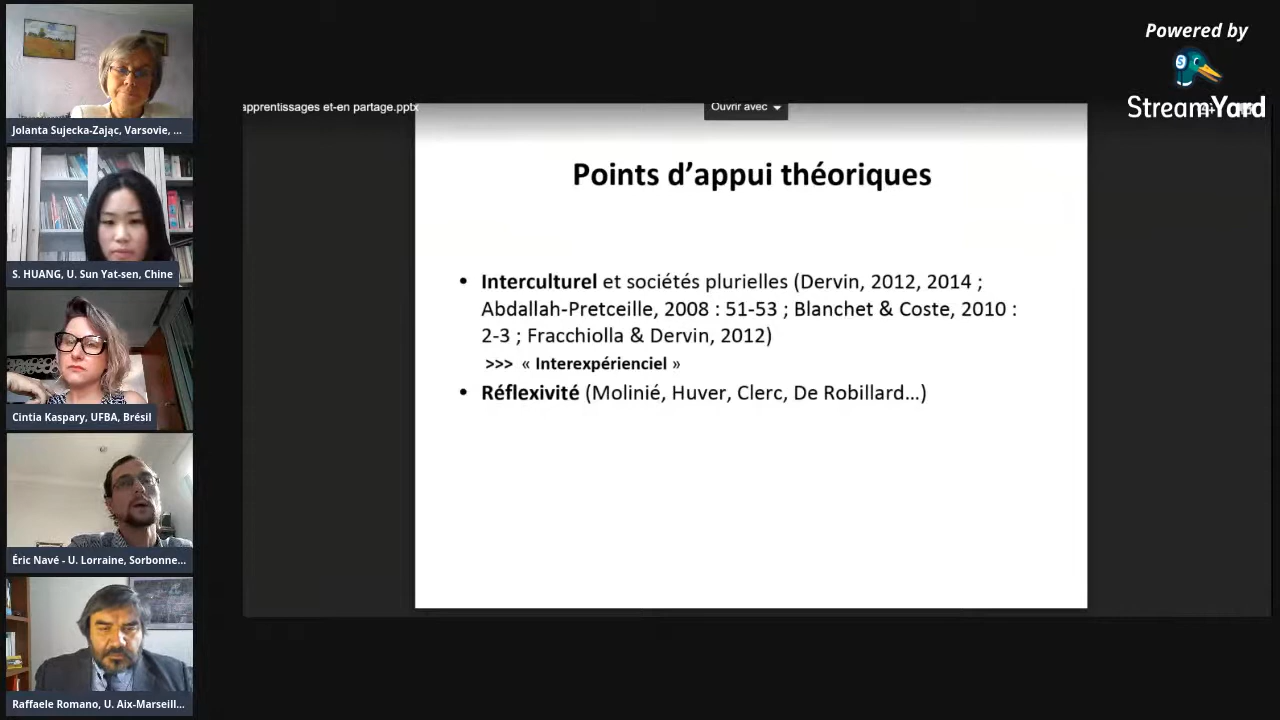 Jolanta Sujecka-Zając, Varsovie, ...
S. HUANG, U. Sun Yat-sen, Chine
Cintia Kaspary, UFBA, Brésil
Éric Navé - U. Lorraine, Sorbonne...
Raffaele Romano, U. Aix-Marseill...
apprentissages et-en partage.pptx
Ouvrir avec
Points d’appui théoriques
• Interculturel et sociétés plurielles (Dervin, 2012, 2014 ;
Abdallah-Pretceille, 2008 : 51-53 ; Blanchet & Coste, 2010 :
2-3 ; Fracchiolla & Dervin, 2012)
>>> « Interexpérienciel »
• Réflexivité (Molinié, Huver, Clerc, De Robillard…)
Powered by
StreamYard